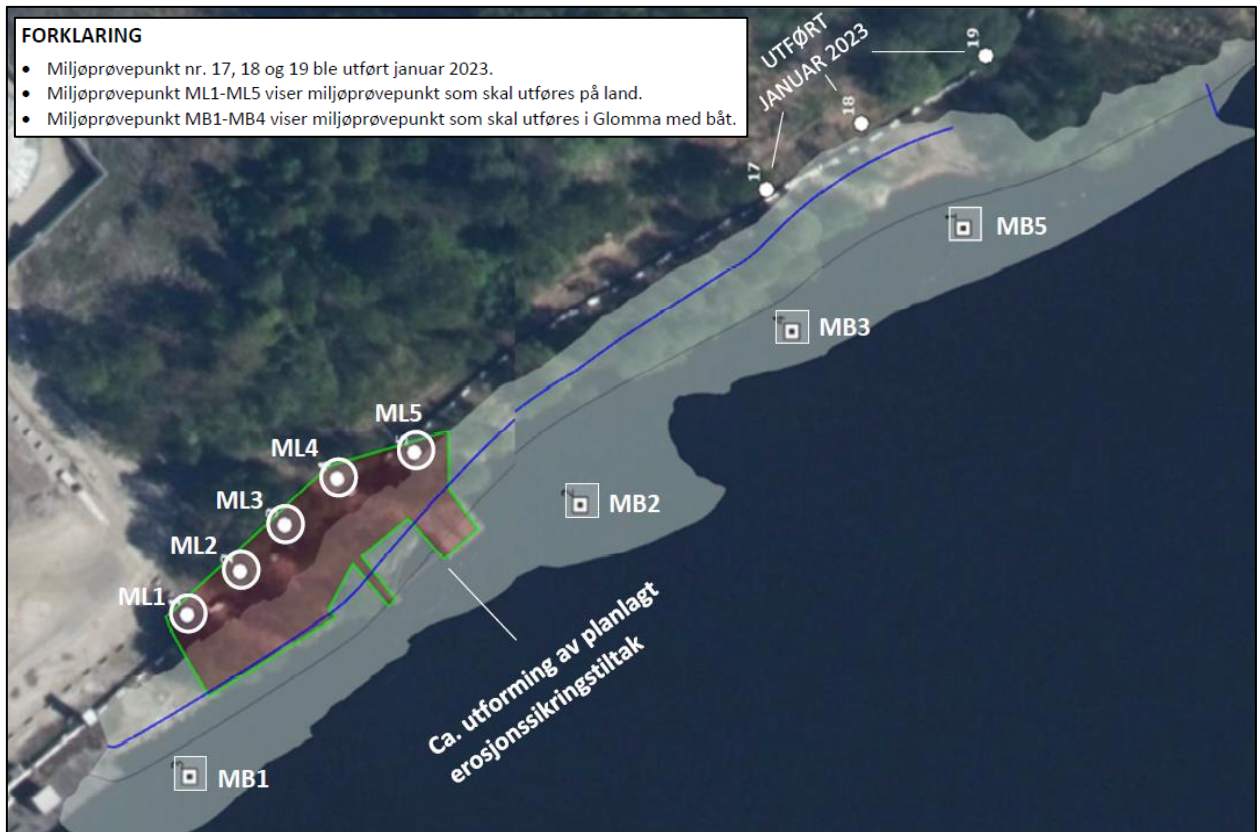 FORKLARING
• Miljøprøvepunkt nr. 17, 18 og 19 ble utført januar 2023.
• Miljøprøvepunkt ML1-ML5 viser miljøprøvepunkt som skal utføres på land.
• Miljøprøvepunkt MB1-MB4 viser miljøprøvepunkt som skal utføres i Glomma med båt.
UTFØRT
JANUAR 2023
19
18
17
MB5
MB3
ML5
ML4
ML3
MB2
ML2
ML1
Ca. utforming av planlagt
erosjonssikringstiltak
MB1